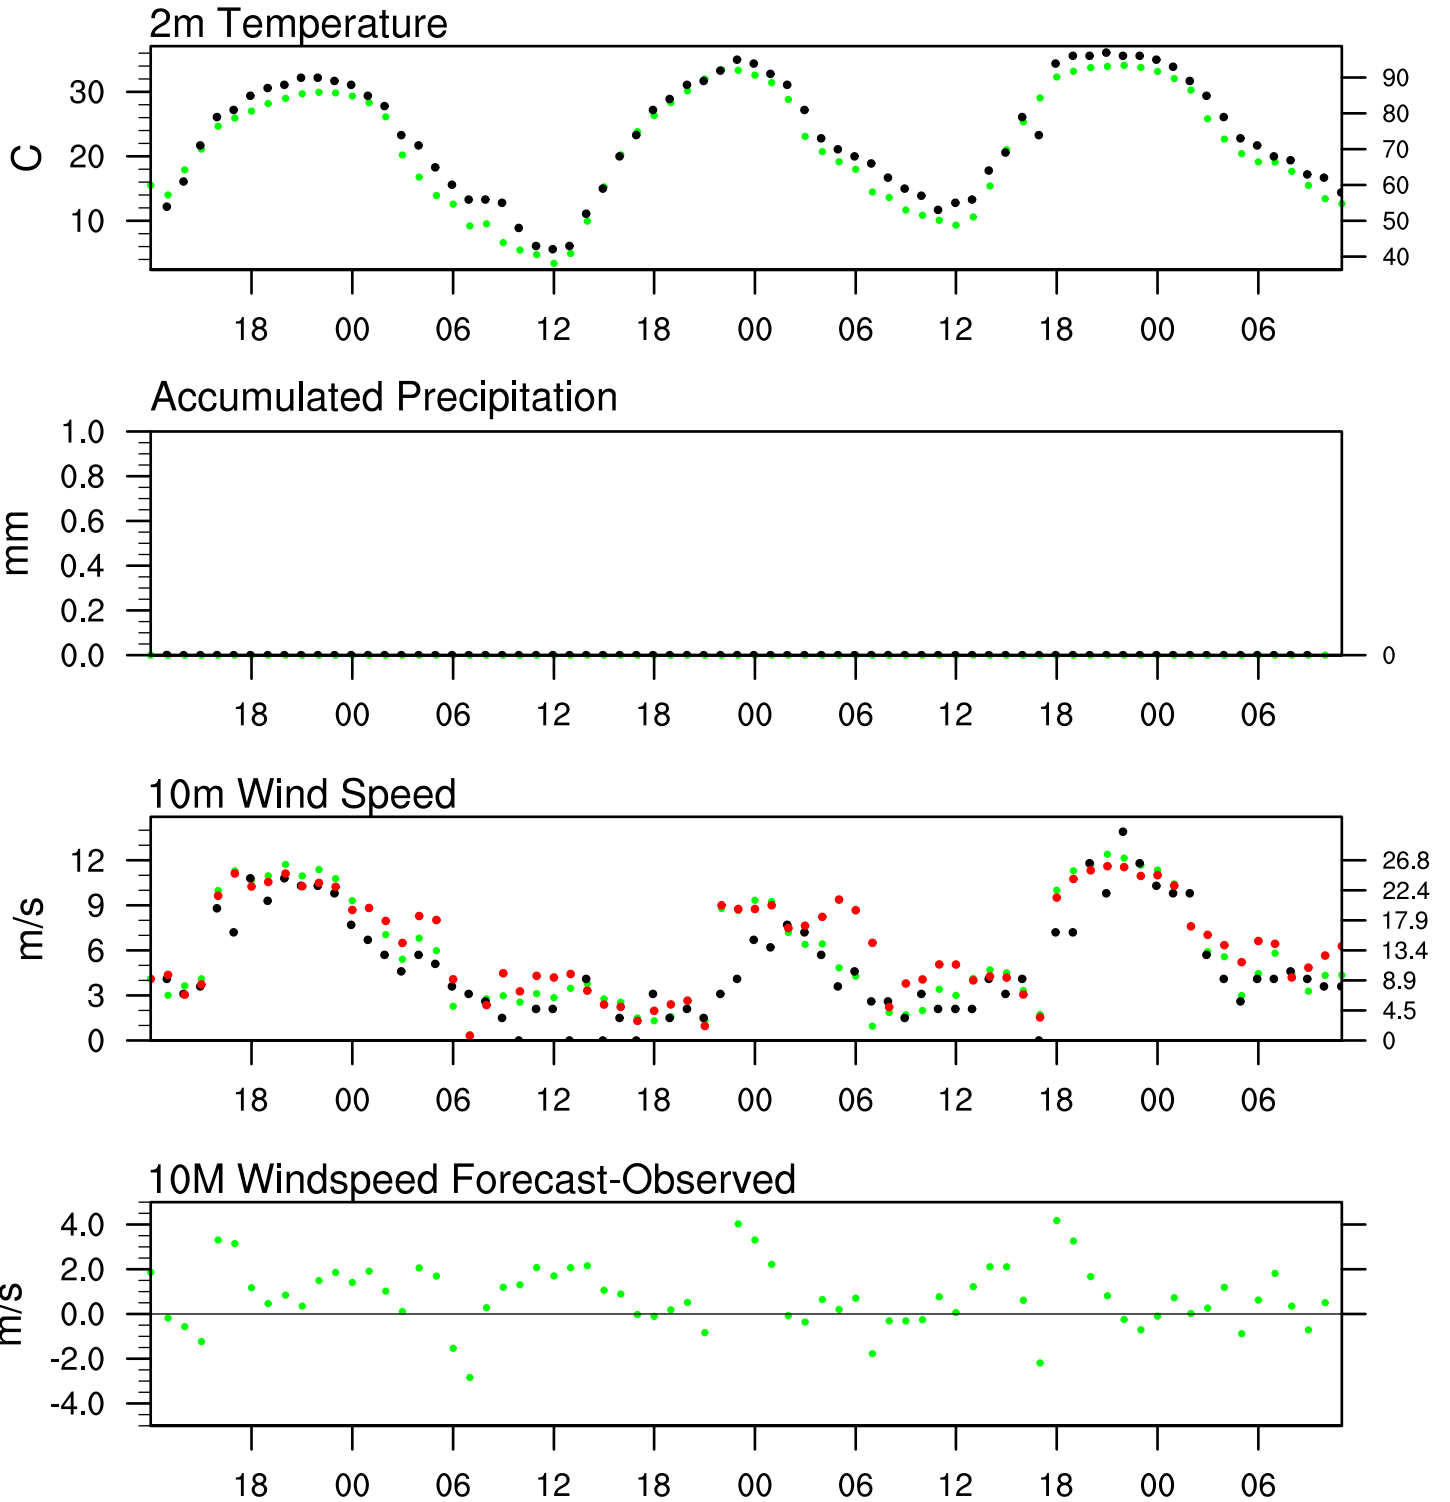 2m Temperature
C
30
20
10
90
80
70
60
50
40
18 00 06 12 18 00 06 12 18 00 06
Accumulated Precipitation
mm
1.0
0.8
0.6
0.4
0.2
0.0
0
18 00 06 12 18 00 06 12 18 00 06
10m Wind Speed
m/s
12
9
6
3
0
26.8
22.4
17.9
13.4
8.9
4.5
0
18 00 06 12 18 00 06 12 18 00 06
10M Windspeed Forecast-Observed
m/s
4.0
2.0
0.0
-2.0
-4.0
18 00 06 12 18 00 06 12 18 00 06